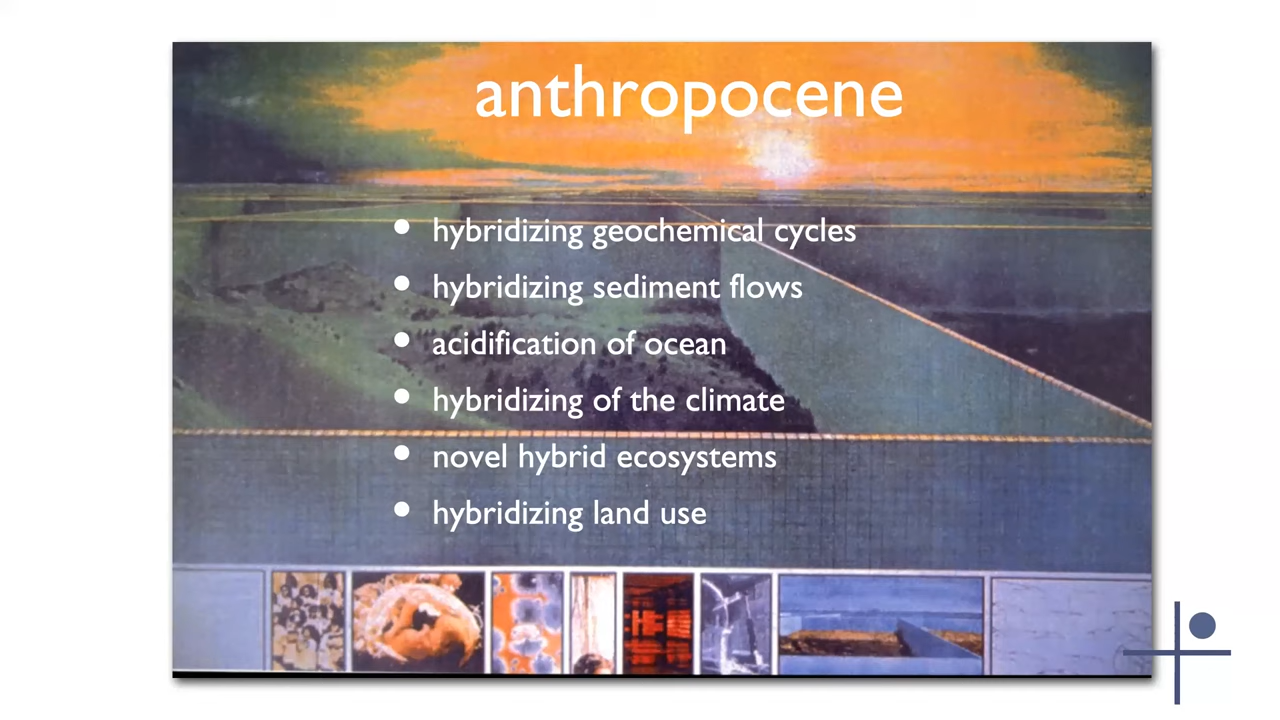 anthropocene
• hybridizing geochemical cycles
• hybridizing sediment flows
• acidification of ocean
• hybridizing of the climate
• novel hybrid ecosystems
• hybridizing land use